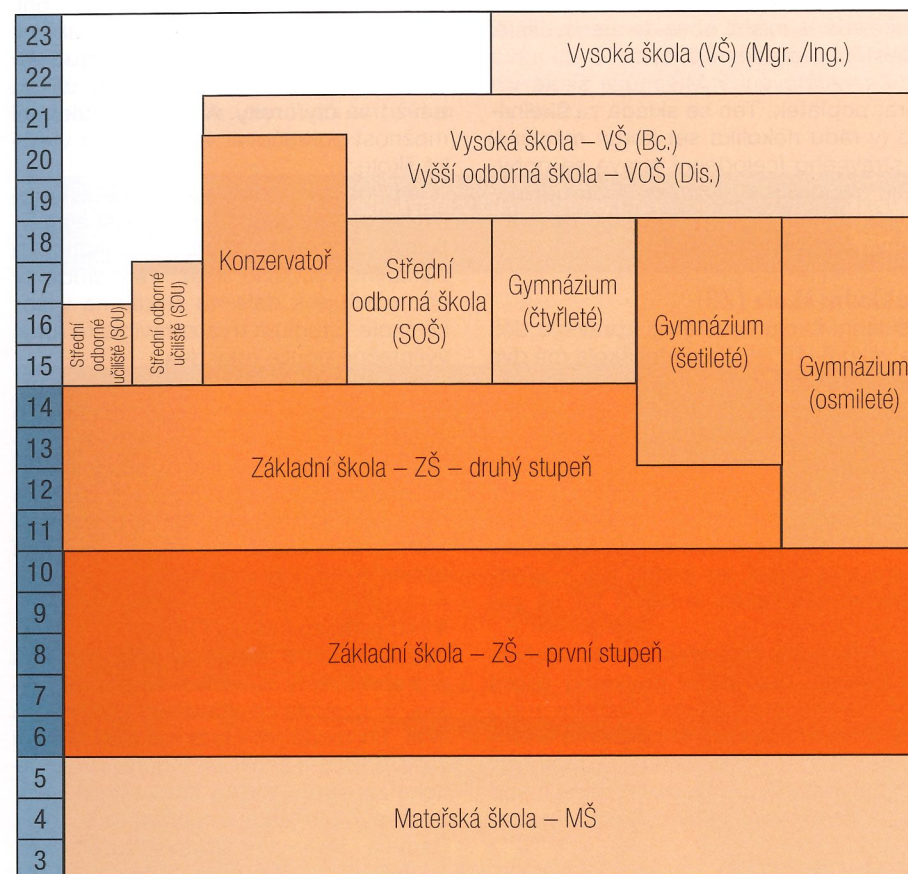 23
Vysoká škola (VŠ) (Mgr. /Ing.)
22
21
Vysoká škola – VŠ (Bc.)
20
Vyšší odborná škola – VOŠ (Dis.)
19
18
Konzervatoř
Střední
odborná škola
(SOŠ)
Gymnázium
(čtyřleté)
17
Střední odborné
učiliště (SOU)
Střední
odborné
učiliště (SOU)
16
Gymnázium
(šetileté)
15
Gymnázium
(osmileté)
14
13
Základní škola – ZŠ – druhý stupeň
12
11
10
9
8
Základní škola – ZŠ – první stupeň
7
6
5
4
Mateřská škola – MŠ
3